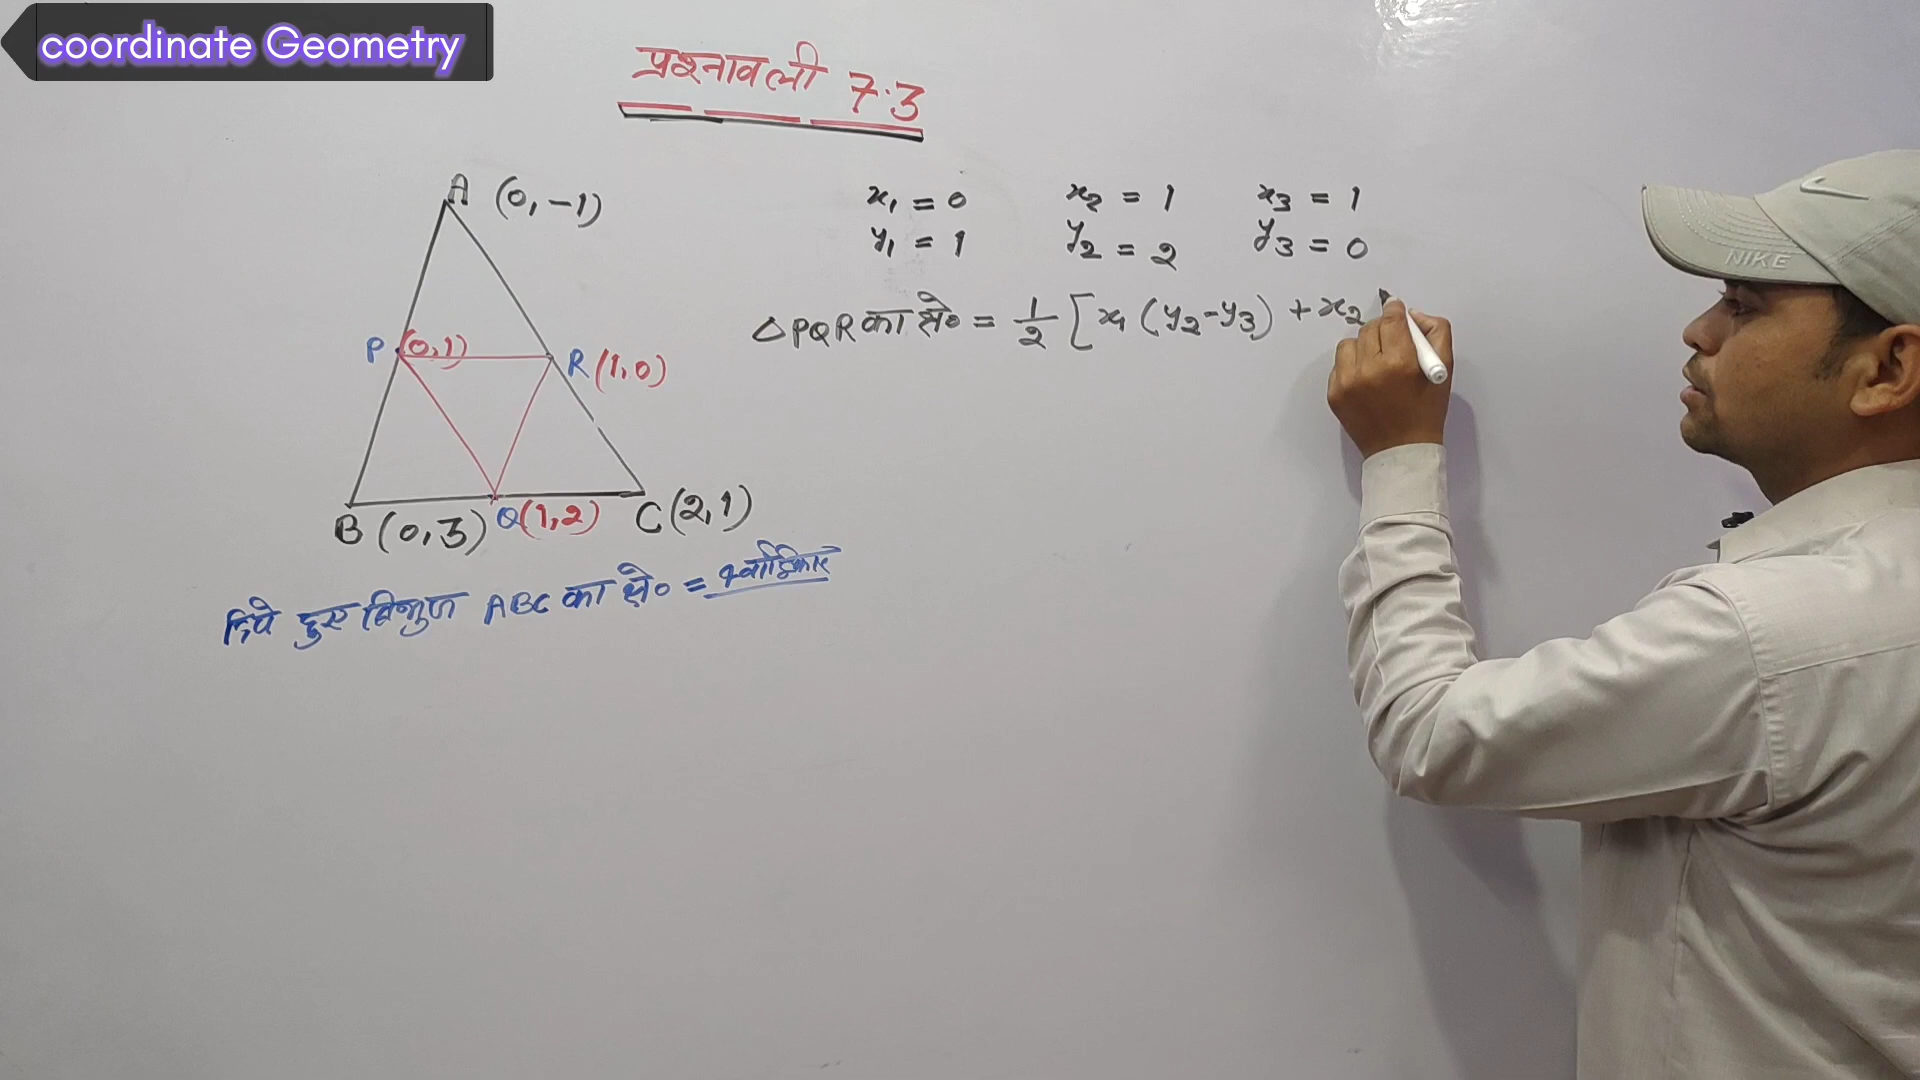 coordinate Geometry
प्रश्नावली 7.3
A (0, -1)
x₁ = 0 x₂ = 1 x₃ = 1
y₁ = 1 y₂ = 2 y₃ = 0
△PQR का क्षे० = 1/2 [x₁ (y₂-y₃) + x₂
P (0,1) R (1,0)
B (0,3) Q (1,2) C (2,1)
दिये हुए त्रिभुज ABC का क्षे० =
NIKE